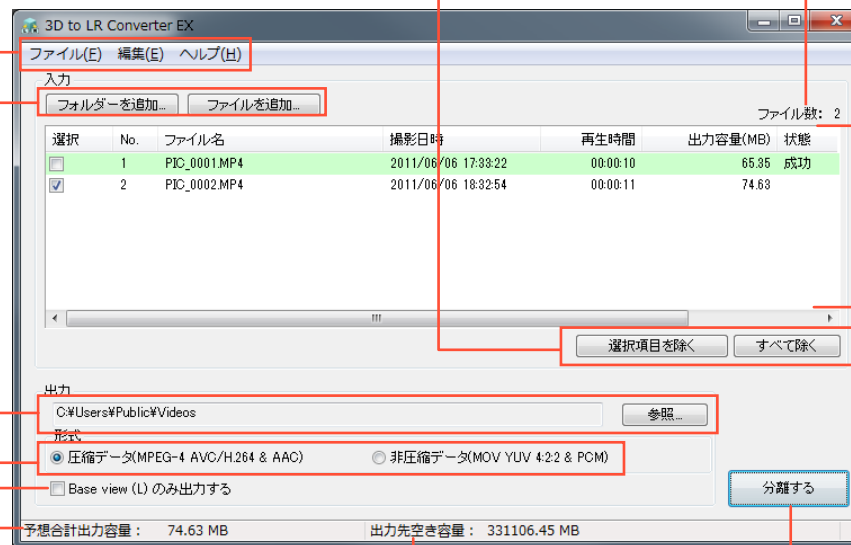 3D to LR Converter EX
ファイル(F) 編集(E) ヘルプ(H)
入力
フォルダーを追加... ファイルを追加...
ファイル数: 2
選択 No. ファイル名 撮影日時 再生時間 出力容量(MB) 状態
1 PIC_0001.MP4 2011/06/06 17:33:22 00:00:10 65.35 成功
2 PIC_0002.MP4 2011/06/06 18:32:54 00:00:11 74.63
選択項目を除く すべて除く
出力
C:¥Users¥Public¥Videos 参照...
形式
圧縮データ(MPEG-4 AVC/H.264 & AAC) 非圧縮データ(MOV YUV 4:2:2 & PCM)
Base view (L) のみ出力する
分離する
予想合計出力容量： 74.63 MB 出力先空き容量： 331106.45 MB